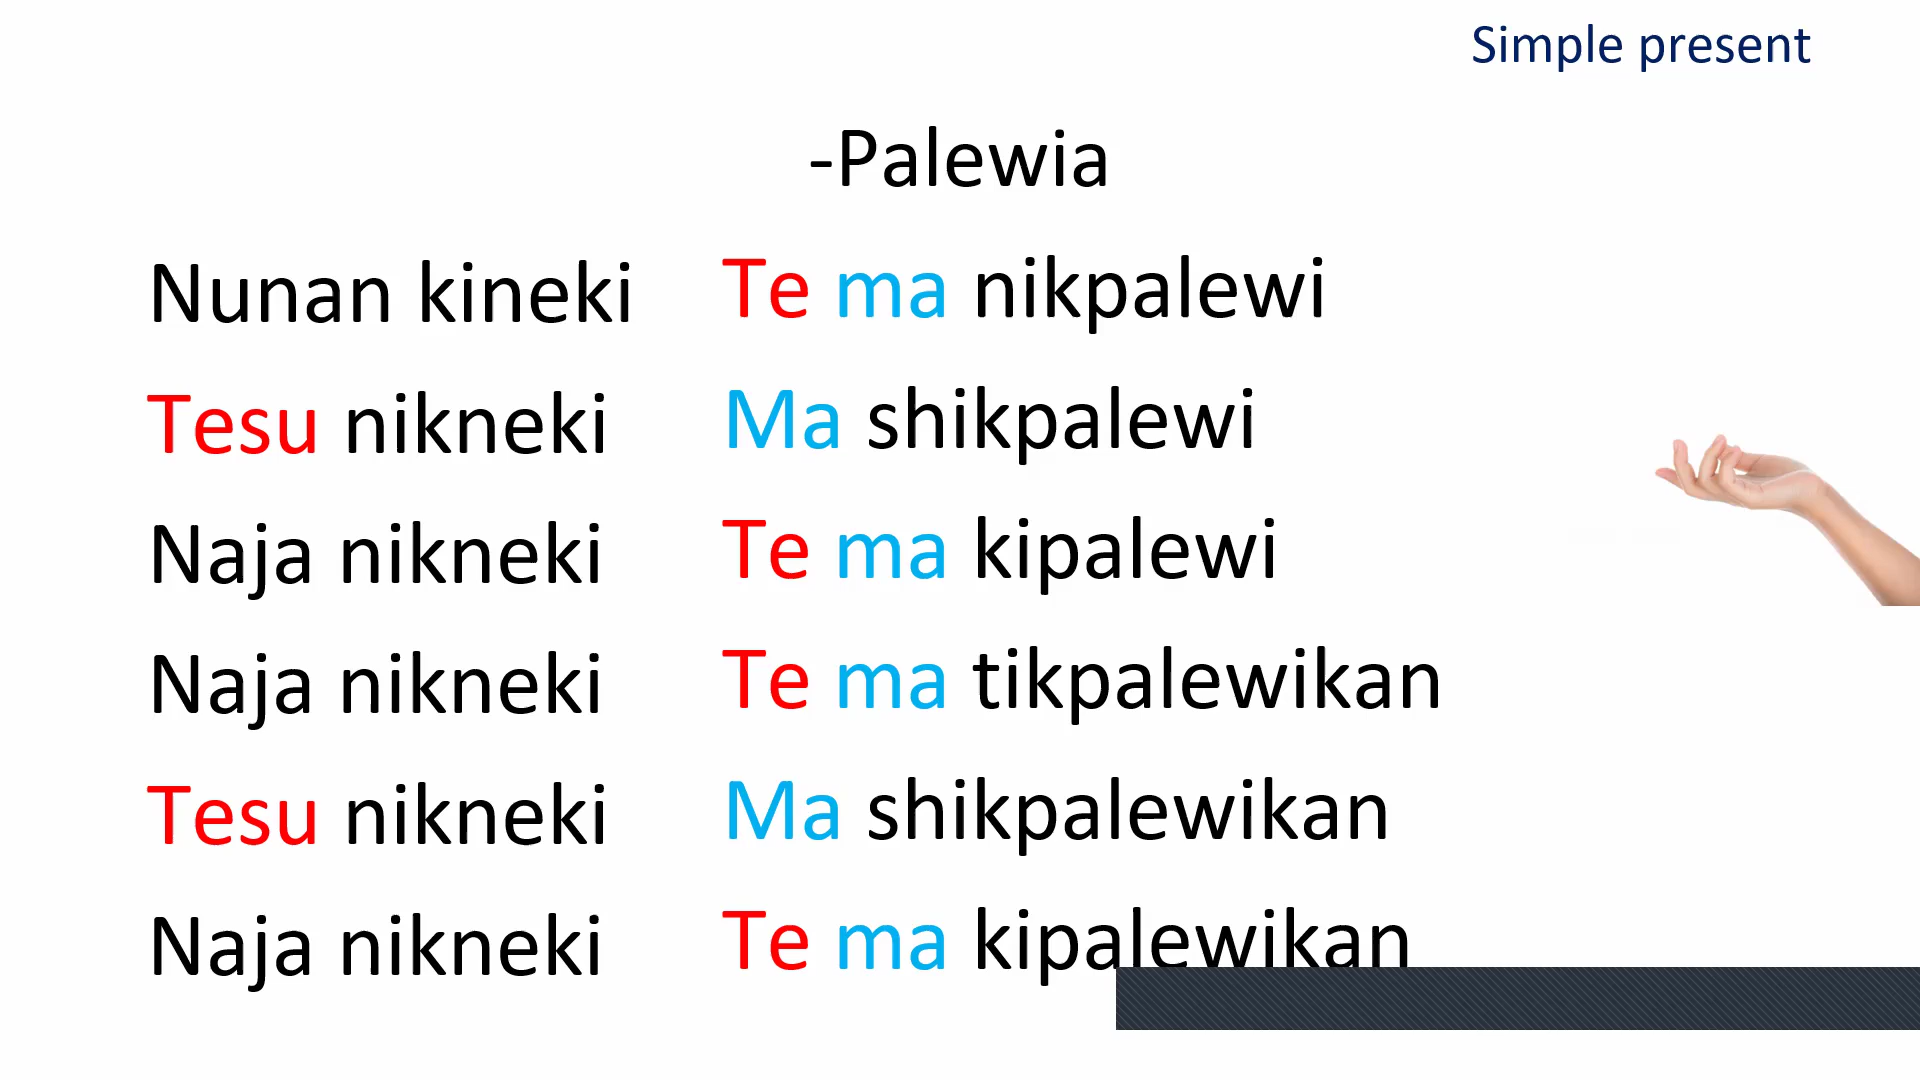 Simple present
-Palewia
Nunan kineki Te ma nikpalewi
Tesu nikneki Ma shikpalewi
Naja nikneki Te ma kipalewi
Naja nikneki Te ma tikpalewikan
Tesu nikneki Ma shikpalewikan
Naja nikneki Te ma kipalewikan